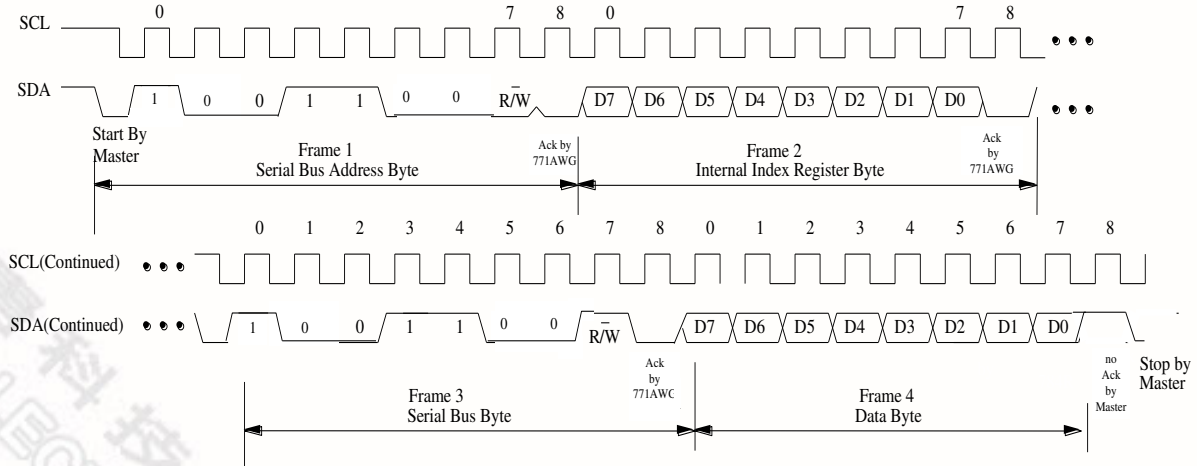 0 7 8 0 7 8
SCL
SDA
1 0 0 1 1 0 0 R/W D7 D6 D5 D4 D3 D2 D1 D0
Start By
Master
Frame 1
Serial Bus Address Byte
Ack by
771AWG
Frame 2
Internal Index Register Byte
Ack
by
771AWG
0 1 2 3 4 5 6 7 8 0 1 2 3 4 5 6 7 8
SCL(Continued)
SDA(Continued)
1 0 0 1 1 0 0 R/W D7 D6 D5 D4 D3 D2 D1 D0
Frame 3
Serial Bus Byte
Ack
by
771AWG
Frame 4
Data Byte
no
Ack
by
Master
Stop by
Master
科 技